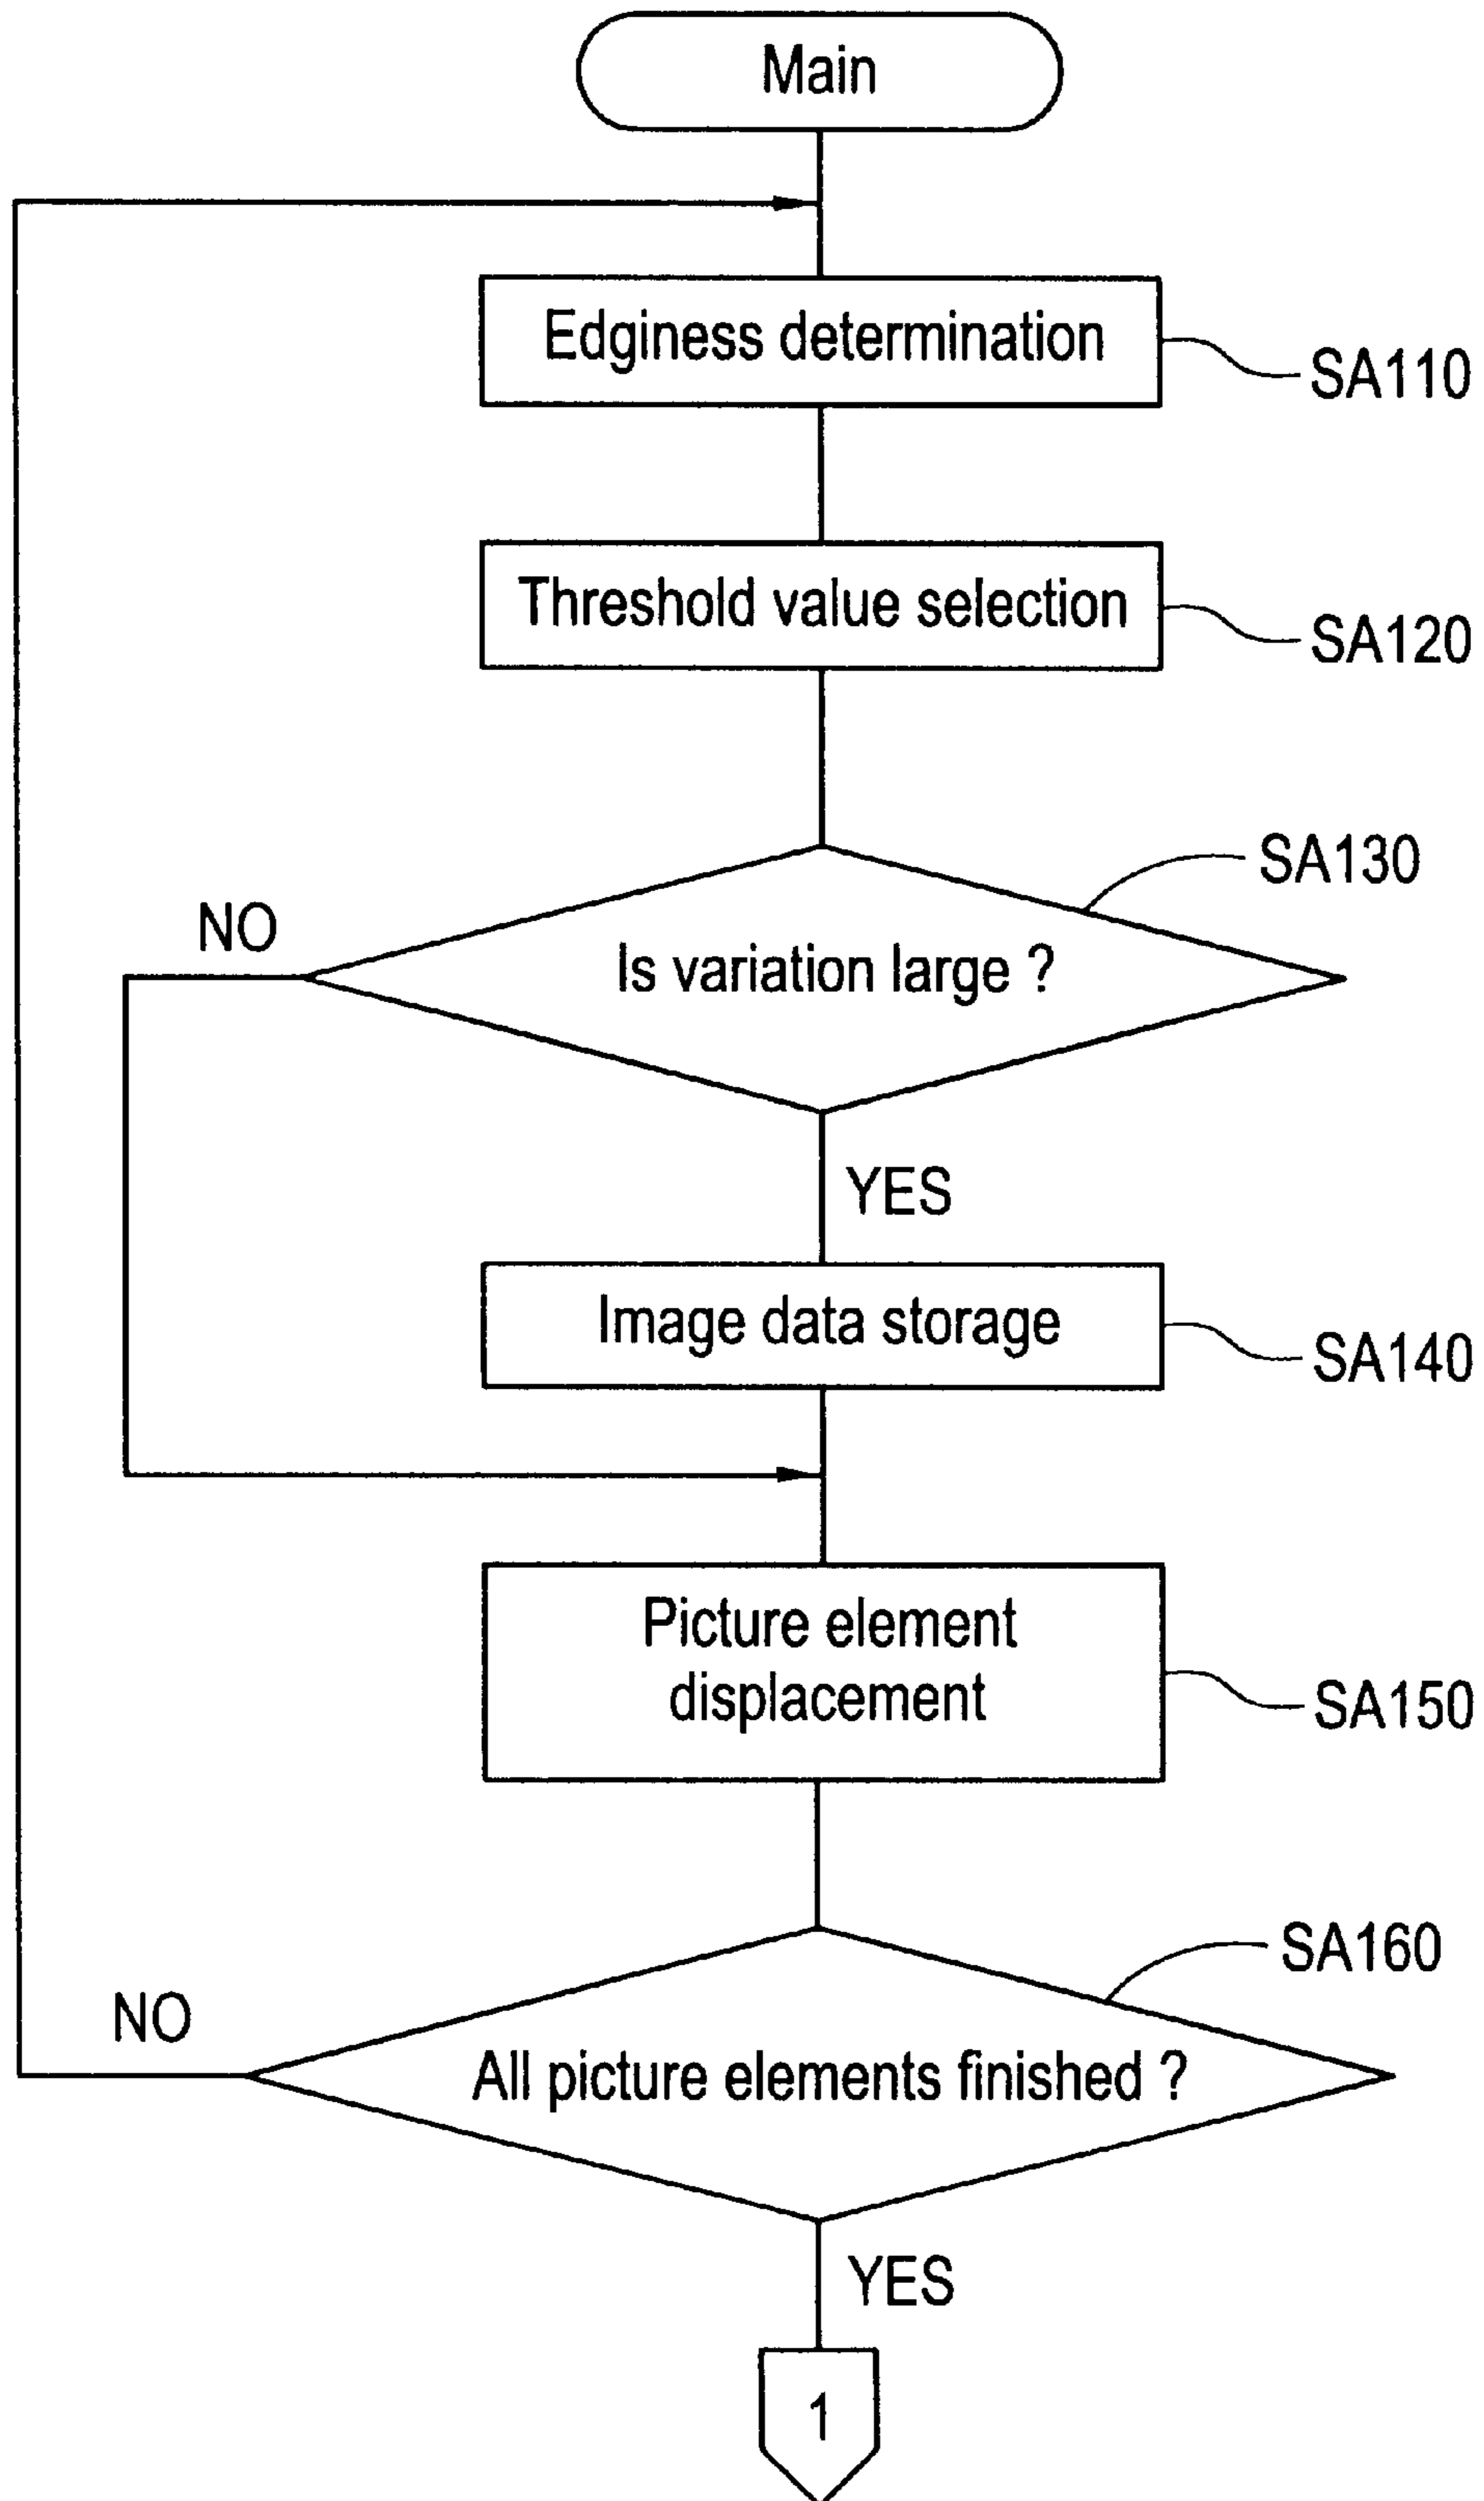 Main
Edginess determination
SA110
Threshold value selection
SA120
SA130
NO
Is variation large ?
YES
Image data storage
SA140
Picture element
displacement
SA150
SA160
NO
All picture elements finished ?
YES
1